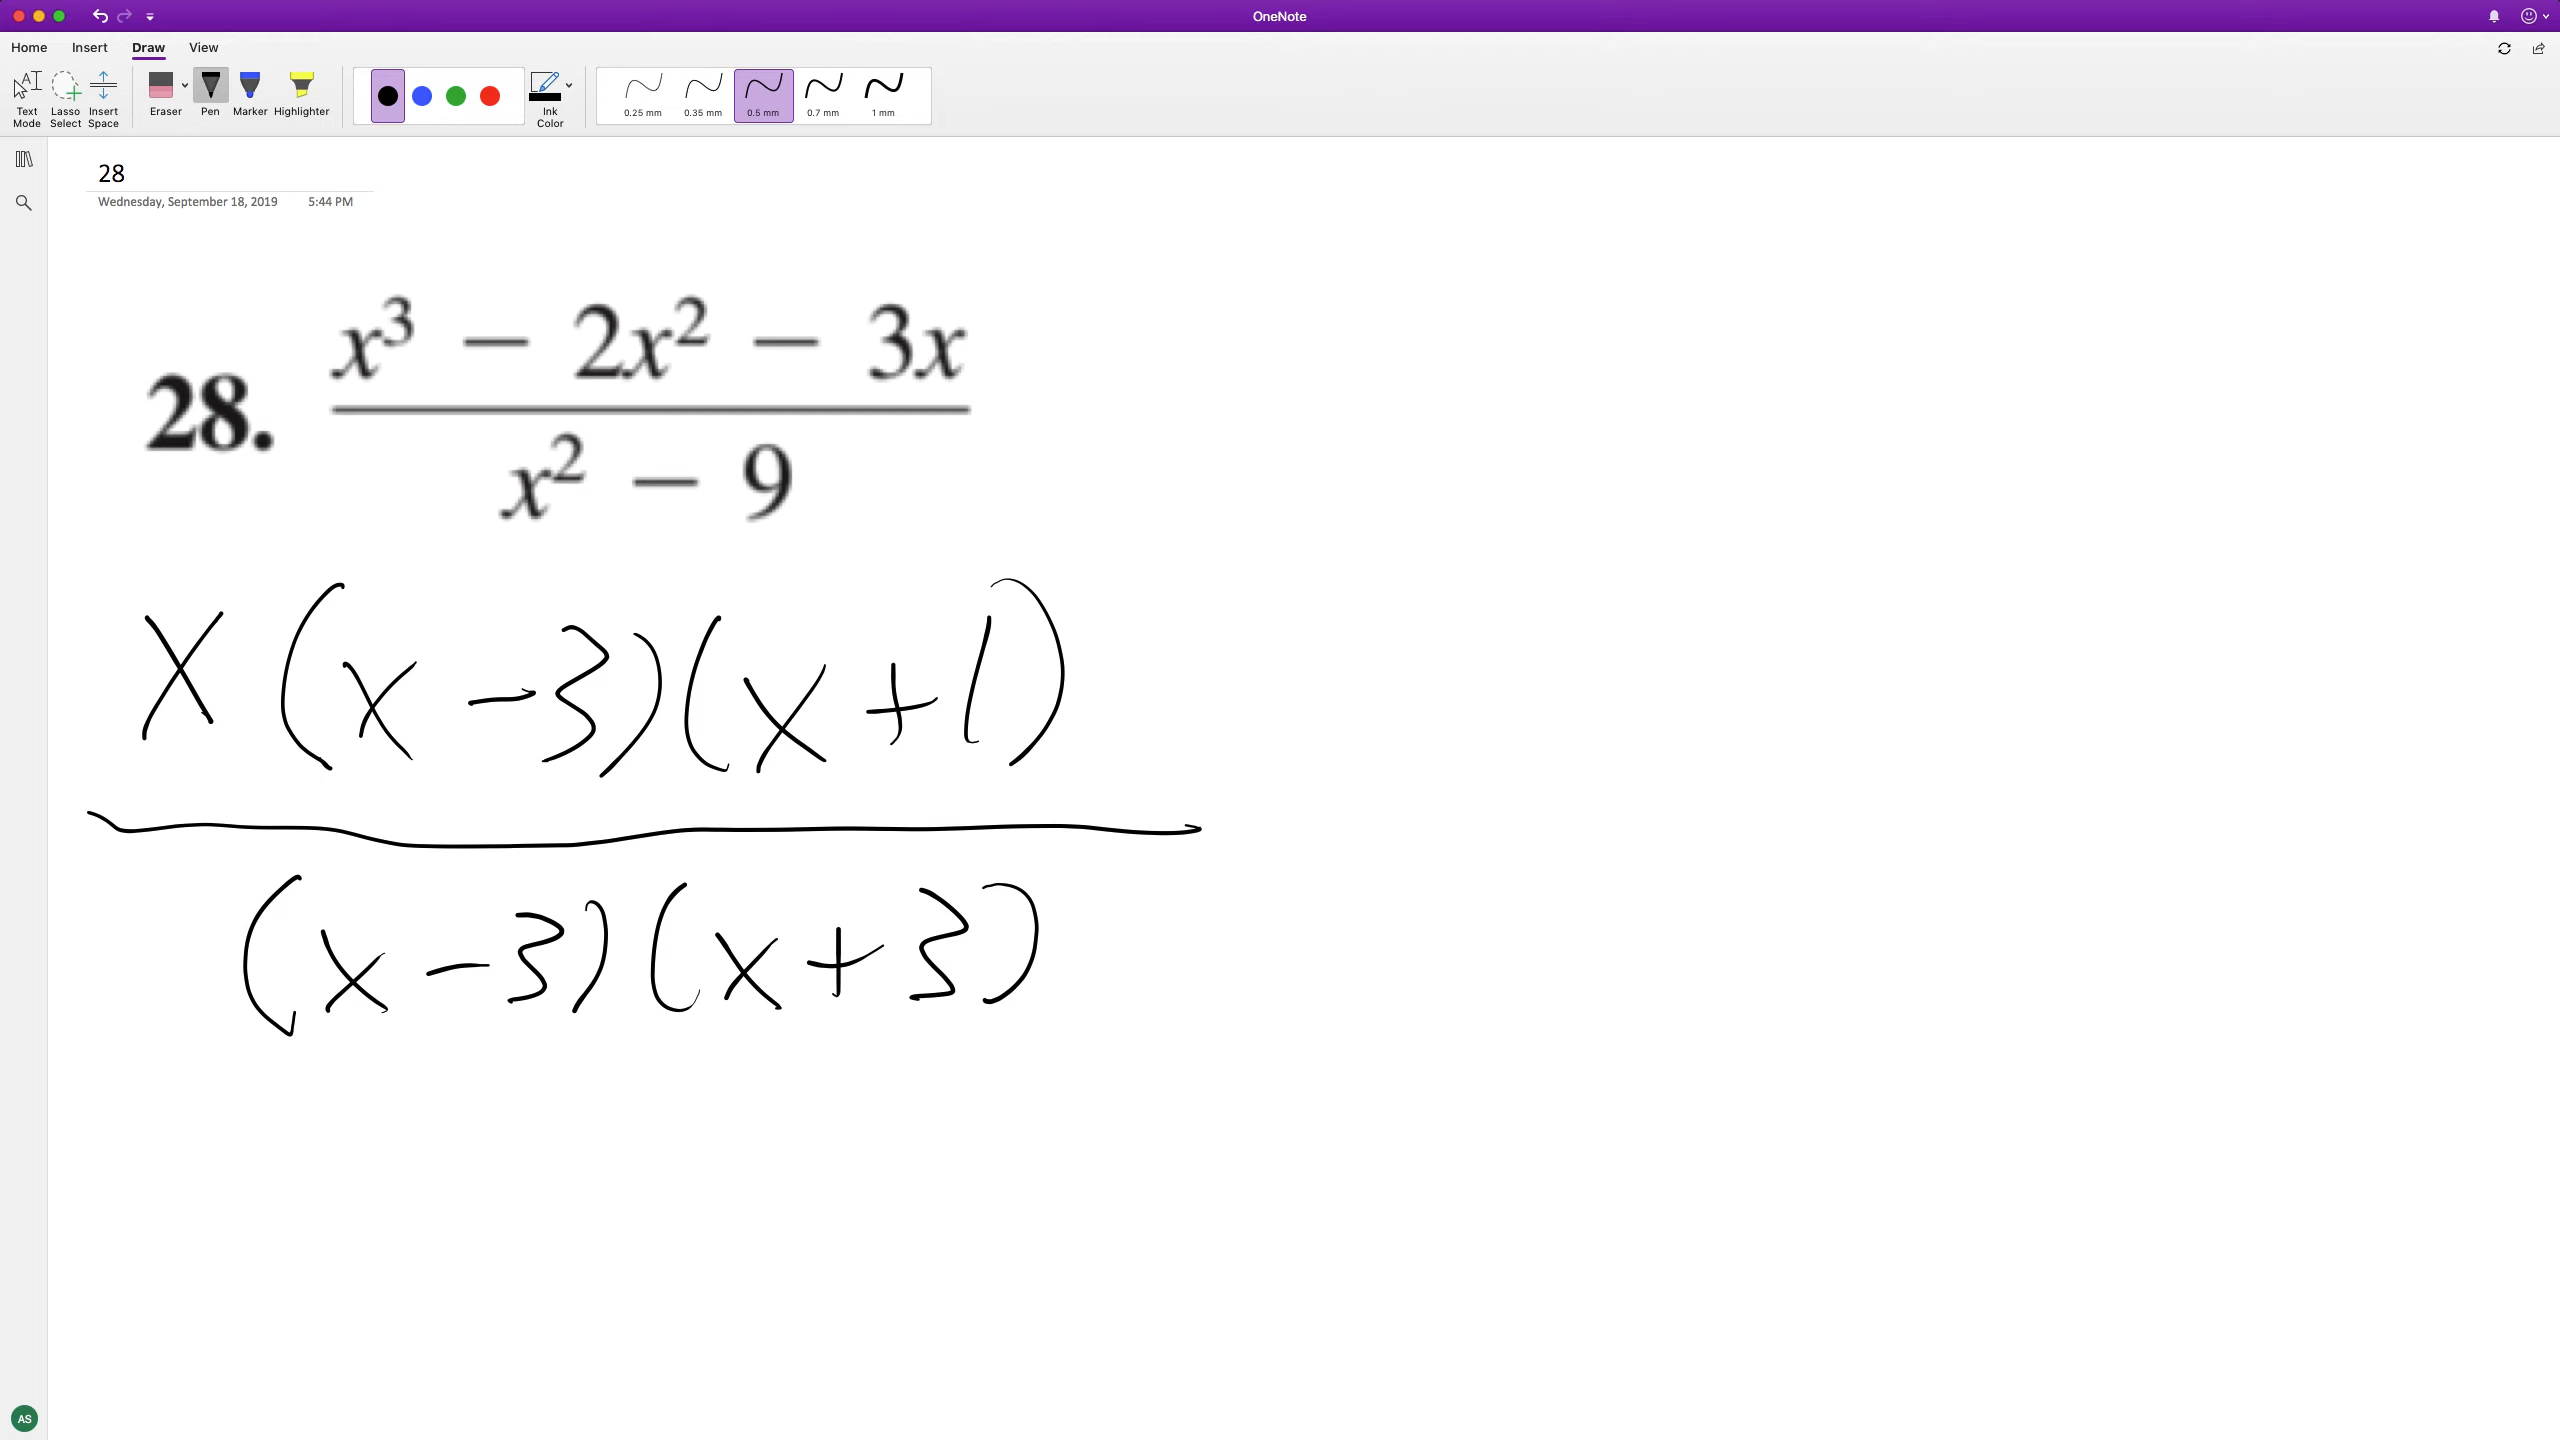 OneNote
Home Insert Draw View
Text Mode Lasso Select Insert Space Eraser Pen Marker Highlighter Ink Color 0.25 mm 0.35 mm 0.5 mm 0.7 mm 1 mm
28
Wednesday, September 18, 2019 5:44 PM
x³ − 2x² − 3x
28.
x² − 9
x(x-3)(x+1)
(x-3)(x+3)
AS